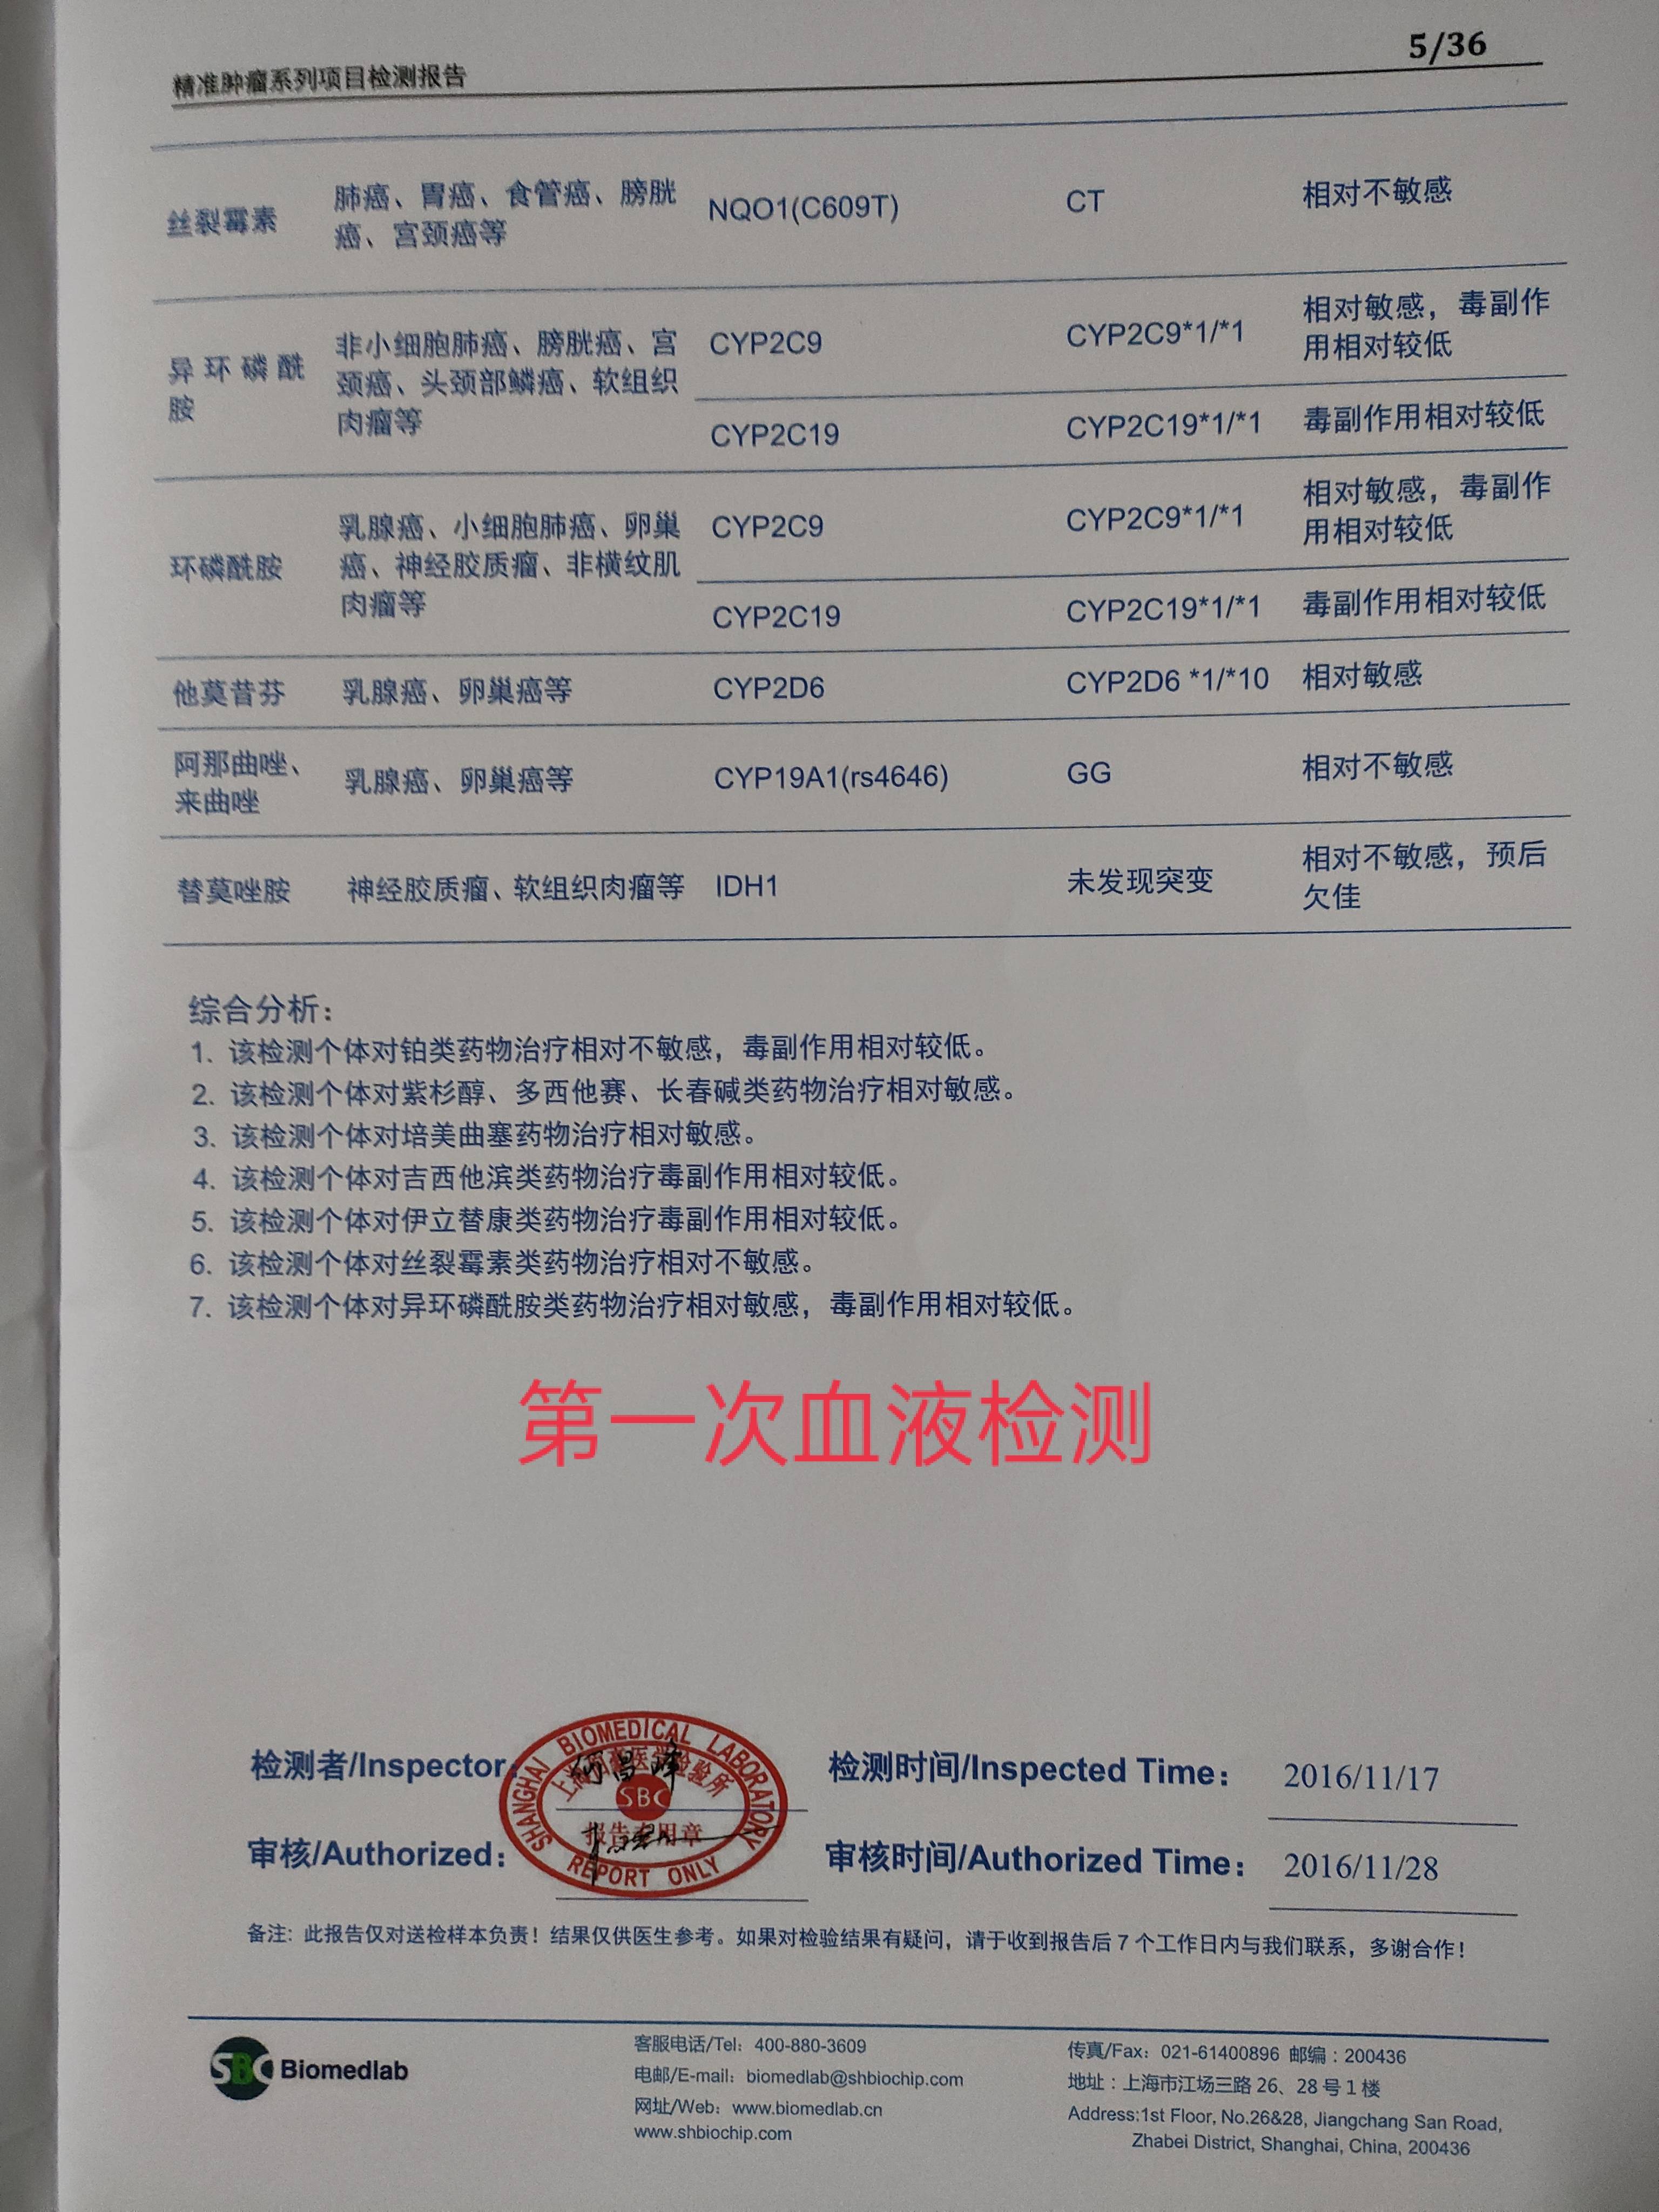 5/36
精准肿瘤系列项目检测报告
丝裂霉素
肺癌、胃癌、食管癌、膀胱
癌、宫颈癌等
NQO1(C609T)
CT
相对不敏感
异环磷酰
胺
非小细胞肺癌、膀胱癌、宫
颈癌、头颈部鳞癌、软组织
肉瘤等
CYP2C9
CYP2C9*1/*1
相对敏感，毒副作
用相对较低
CYP2C19
CYP2C19*1/*1
毒副作用相对较低
环磷酰胺
乳腺癌、小细胞肺癌、卵巢
癌、神经胶质瘤、非横纹肌
肉瘤等
CYP2C9
CYP2C9*1/*1
相对敏感，毒副作
用相对较低
CYP2C19
CYP2C19*1/*1
毒副作用相对较低
他莫昔芬
乳腺癌、卵巢癌等
CYP2D6
CYP2D6 *1/*10
相对敏感
阿那曲唑、
来曲唑
乳腺癌、卵巢癌等
CYP19A1(rs4646)
GG
相对不敏感
替莫唑胺
神经胶质瘤、软组织肉瘤等
IDH1
未发现突变
相对不敏感，预后
欠佳
综合分析：
1. 该检测个体对铂类药物治疗相对不敏感，毒副作用相对较低。
2. 该检测个体对紫杉醇、多西他赛、长春碱类药物治疗相对敏感。
3. 该检测个体对培美曲塞药物治疗相对敏感。
4. 该检测个体对吉西他滨类药物治疗毒副作用相对较低。
5. 该检测个体对伊立替康类药物治疗毒副作用相对较低。
6. 该检测个体对丝裂霉素类药物治疗相对不敏感。
7. 该检测个体对异环磷酰胺类药物治疗相对敏感，毒副作用相对较低。
第一次血液检测
检测者/Inspector:
SHANGHAI BIOMEDICAL LABORATORY
SBC
报告专用章
REPORT ONLY
检测时间/Inspected Time：
2016/11/17
审核/Authorized：
审核时间/Authorized Time：
2016/11/28
备注: 此报告仅对送检样本负责！结果仅供医生参考。如果对检验结果有疑问，请于收到报告后 7 个工作日内与我们联系，多谢合作！
SBC Biomedlab
客服电话/Tel：400-880-3609
电邮/E-mail：biomedlab@shbiochip.com
网址/Web：www.biomedlab.cn
www.shbiochip.com
传真/Fax：021-61400896 邮编：200436
地址：上海市江场三路 26、28 号 1 楼
Address:1st Floor, No.26&28, Jiangchang San Road,
Zhabei District, Shanghai, China, 200436